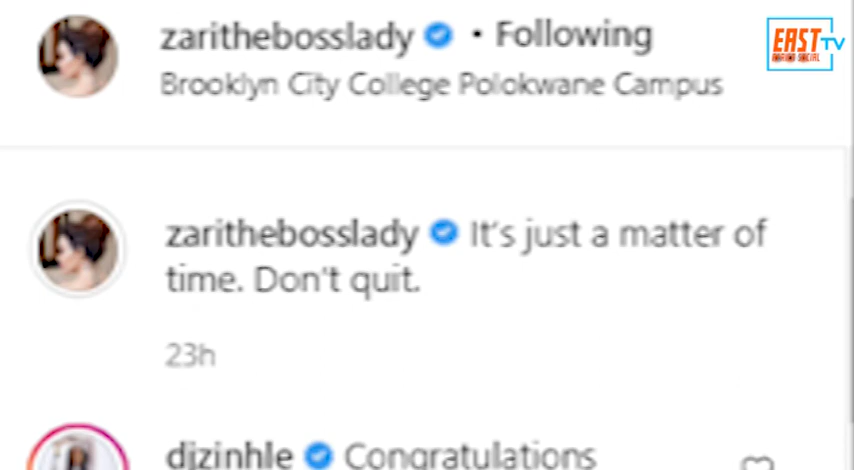 zarithebosslady • Following
EAST TV
Brooklyn City College Polokwane Campus
zarithebosslady It's just a matter of
time. Don't quit.
23h
djzinhle Congratulations